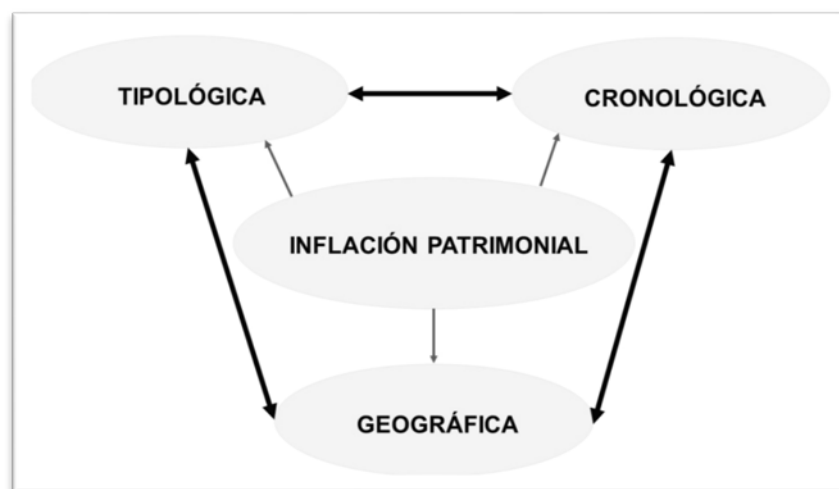 TIPOLÓGICA
CRONOLÓGICA
INFLACIÓN PATRIMONIAL
GEOGRÁFICA